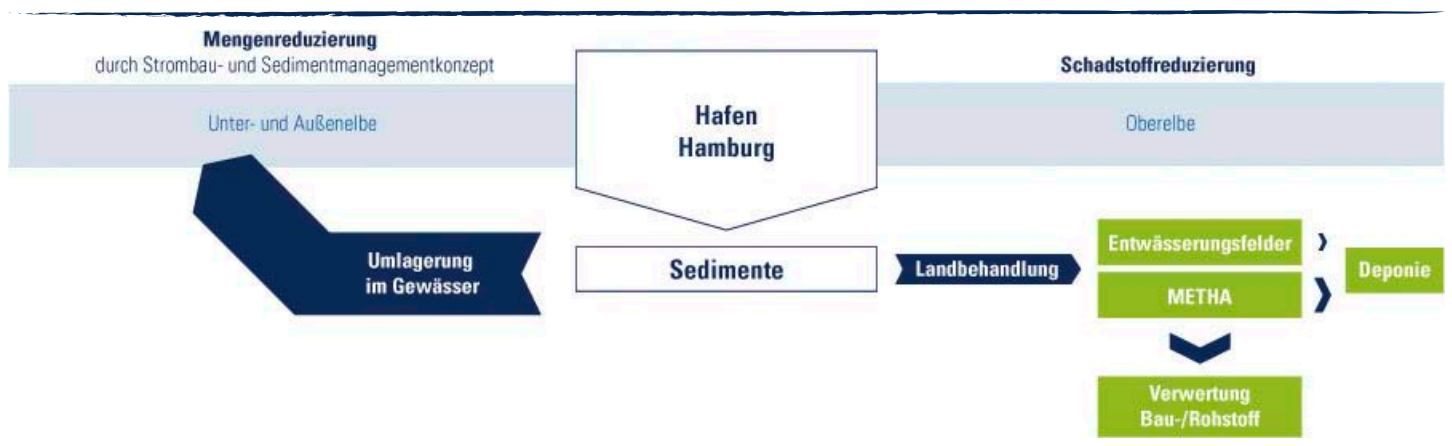 Mengenreduzierung
durch Strombau- und Sedimentmanagementkonzept
Unter- und Außenelbe
Hafen
Hamburg
Schadstoffreduzierung
Oberelbe
Umlagerung
im Gewässer
Sedimente
Landbehandlung
Entwässerungsfelder
METHA
Deponie
Verwertung
Bau-/Rohstoff